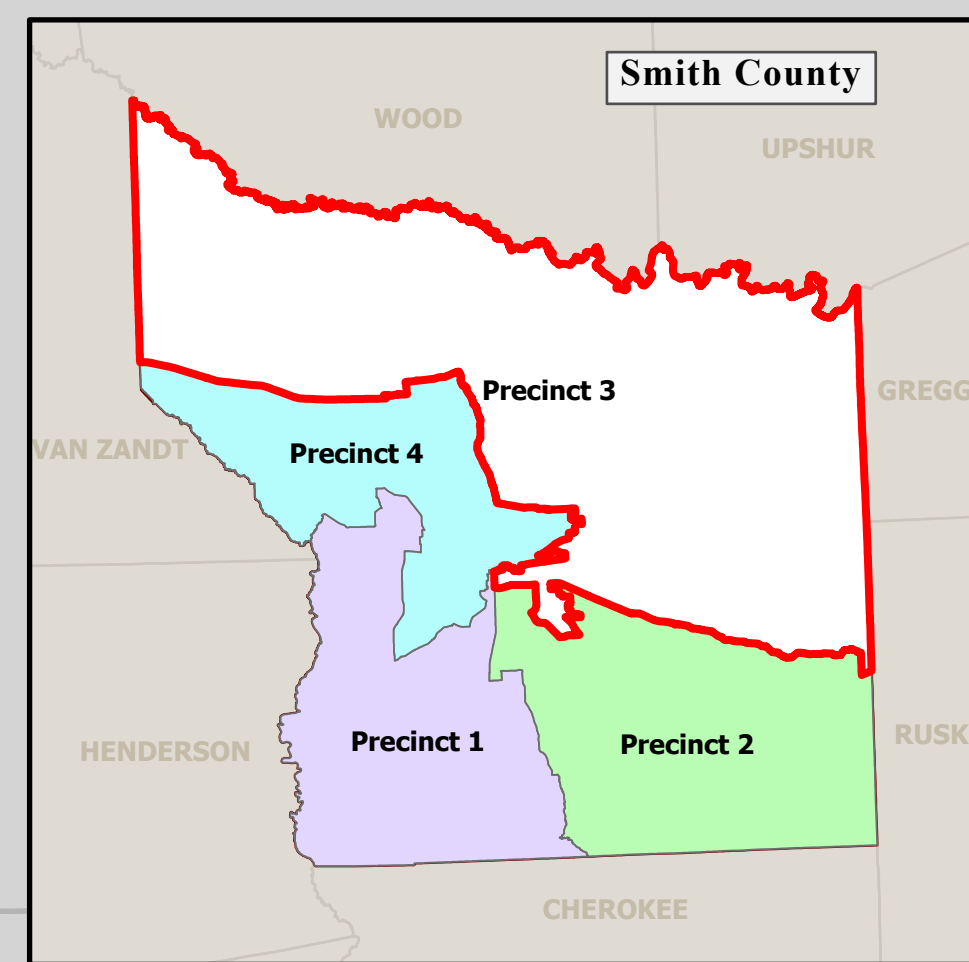 Smith County
WOOD
UPSHUR
Precinct 3
GREGG
VAN ZANDT
Precinct 4
Precinct 1
Precinct 2
RUSK
HENDERSON
CHEROKEE